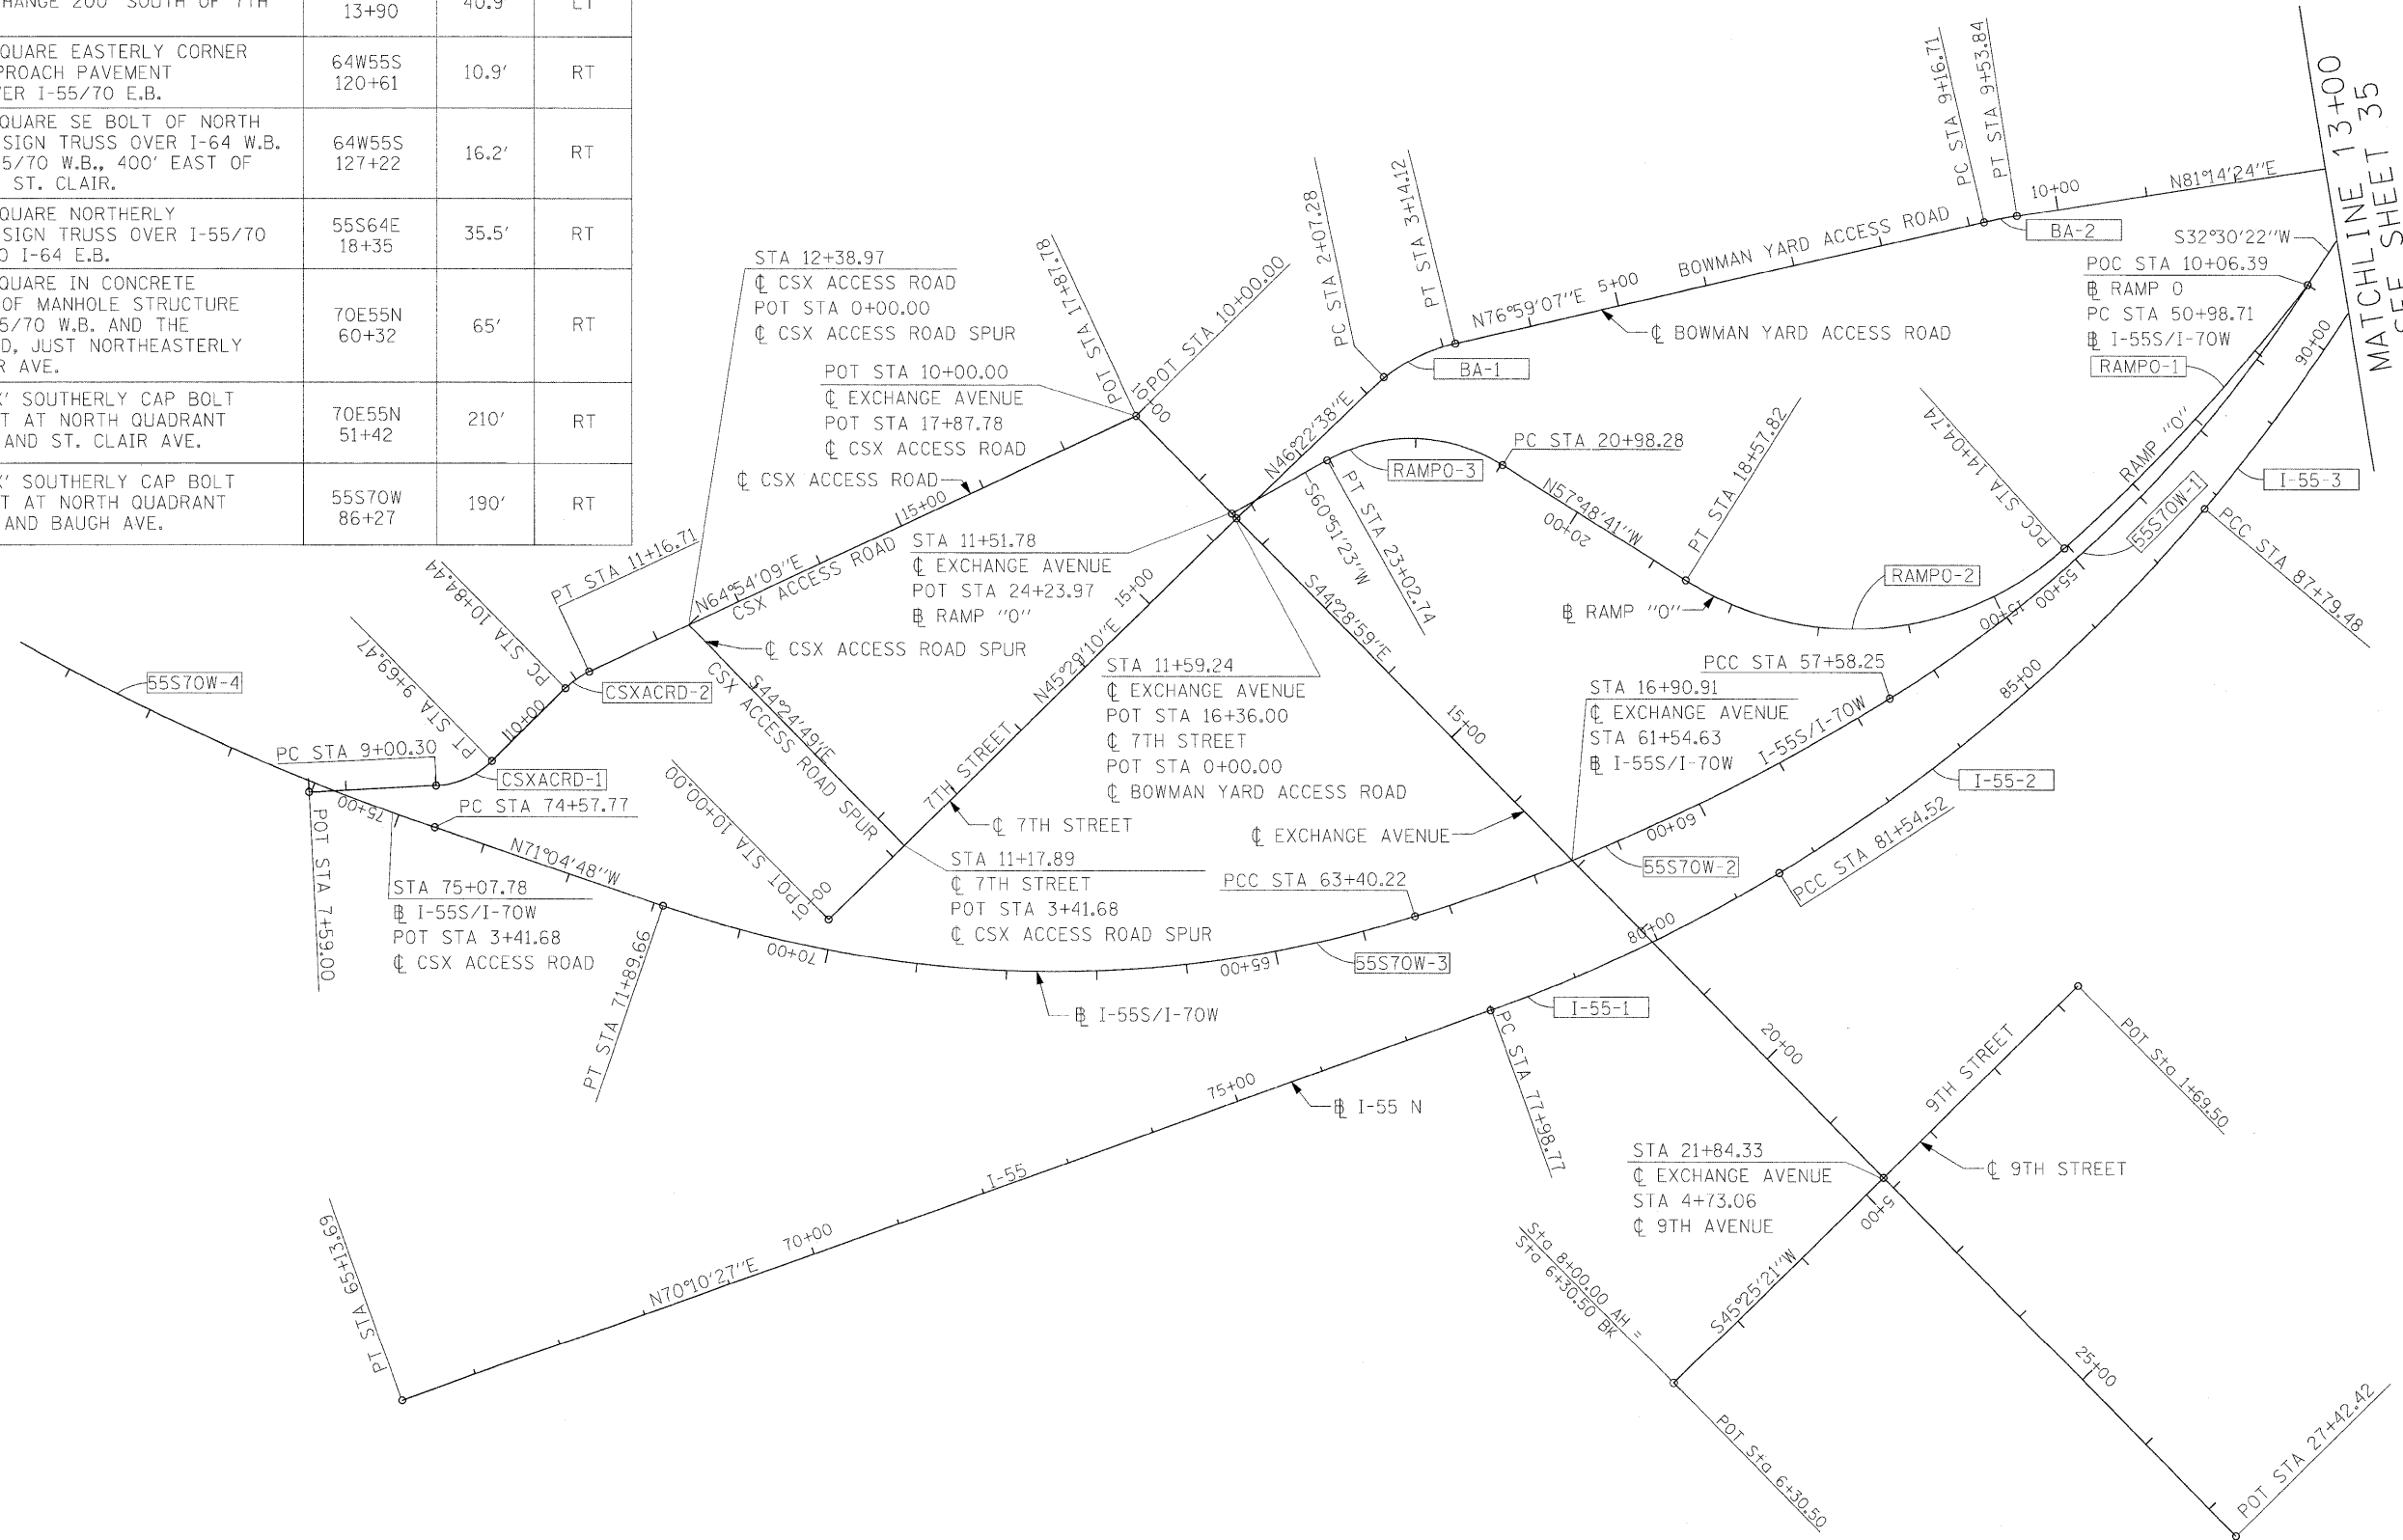 HANGE 200' SOUTH OF 7TH
13+90
40.9'
LT
QUARE EASTERLY CORNER
PROACH PAVEMENT
VER I-55/70 E.B.
64W55S
120+61
10.9'
RT
QUARE SE BOLT OF NORTH
SIGN TRUSS OVER I-64 W.B.
5/70 W.B., 400' EAST OF
ST. CLAIR.
64W55S
127+22
16.2'
RT
QUARE NORTHERLY
SIGN TRUSS OVER I-55/70
O I-64 E.B.
55S64E
18+35
35.5'
RT
QUARE IN CONCRETE
OF MANHOLE STRUCTURE
5/70 W.B. AND THE
D, JUST NORTHEASTERLY
R AVE.
70E55N
60+32
65'
RT
X' SOUTHERLY CAP BOLT
T AT NORTH QUADRANT
AND ST. CLAIR AVE.
70E55N
51+42
210'
RT
X' SOUTHERLY CAP BOLT
T AT NORTH QUADRANT
AND BAUGH AVE.
55S70W
86+27
190'
RT
STA 12+38.97
℄ CSX ACCESS ROAD
POT STA 0+00.00
℄ CSX ACCESS ROAD SPUR
POT STA 10+00.00
℄ EXCHANGE AVENUE
POT STA 17+87.78
℄ CSX ACCESS ROAD
℄ CSX ACCESS ROAD
POT STA 17+87.78
POT STA 10+00.00
10+00
PC STA 2+07.28
PT STA 3+14.12
BA-1
N46°22'38"E
N76°59'07"E
5+00
BOWMAN YARD ACCESS ROAD
℄ BOWMAN YARD ACCESS ROAD
PC STA 9+16.71
PT STA 9+53.84
10+00
BA-2
N81°14'24"E
MATCHLINE 13+00
SEE SHEET 35
S32°30'22"W
POC STA 10+06.39
B RAMP O
PC STA 50+98.71
B I-55S/I-70W
RAMPO-1
90+00
RAMP "O"
I-55-3
55S70W-1
PCC STA 14+04.74
PCC STA 87+79.48
PC STA 20+98.28
RAMPO-3
S60°51'23"W
PT STA 23+02.74
N57°48'41"W
20+00
PT STA 18+57.82
B RAMP "O"
RAMPO-2
15+00
55+00
STA 11+51.78
℄ EXCHANGE AVENUE
POT STA 24+23.97
B RAMP "O"
15+00
N64°54'09"E
CSX ACCESS ROAD
PT STA 11+16.71
PC STA 10+84.44
CSXACRD-2
℄ CSX ACCESS ROAD SPUR
S44°24'49"E
CSX ACCESS ROAD SPUR
PT STA 9+69.47
10+00
CSXACRD-1
PC STA 9+00.30
55S70W-4
75+00
PC STA 74+57.77
POT STA 7+59.00
N71°04'48"W
STA 75+07.78
B I-55S/I-70W
POT STA 3+41.68
℄ CSX ACCESS ROAD
PT STA 71+89.66
POT STA 10+00.00
10+00
7TH STREET
℄ 7TH STREET
N45°29'10"E
15+00
STA 11+17.89
℄ 7TH STREET
POT STA 3+41.68
℄ CSX ACCESS ROAD SPUR
STA 11+59.24
℄ EXCHANGE AVENUE
POT STA 16+36.00
℄ 7TH STREET
POT STA 0+00.00
℄ BOWMAN YARD ACCESS ROAD
S44°28'59"E
15+00
℄ EXCHANGE AVENUE
PCC STA 57+58.25
STA 16+90.91
℄ EXCHANGE AVENUE
STA 61+54.63
B I-55S/I-70W
I-55S/I-70W
85+00
I-55-2
60+00
55S70W-2
PCC STA 81+54.52
PCC STA 63+40.22
55S70W-3
65+00
70+00
B I-55S/I-70W
80+00
I-55-1
PC STA 77+98.77
75+00
B I-55 N
I-55
70+00
N70°10'27"E
PT STA 65+13.69
20+00
9TH STREET
POT Sta 1+69.50
℄ 9TH STREET
STA 21+84.33
℄ EXCHANGE AVENUE
STA 4+73.06
℄ 9TH AVENUE
5+00
S45°25'21"W
Sta 8+00.00 AH =
Sta 6+30.50 BK
POT Sta 6+30.50
25+00
POT STA 27+42.42